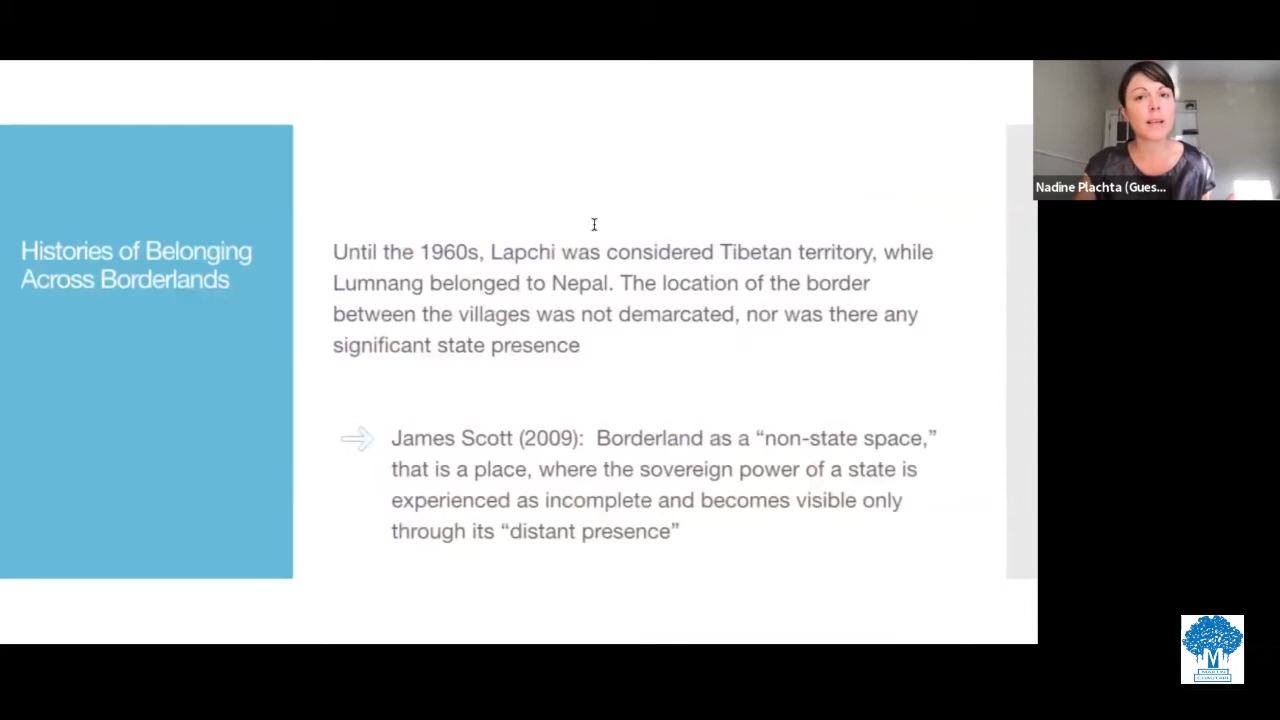 Histories of Belonging
Across Borderlands
Until the 1960s, Lapchi was considered Tibetan territory, while
Lumnang belonged to Nepal. The location of the border
between the villages was not demarcated, nor was there any
significant state presence
James Scott (2009): Borderland as a “non-state space,”
that is a place, where the sovereign power of a state is
experienced as incomplete and becomes visible only
through its “distant presence”
Nadine Plachta (Gues...
MARTIN
CHAUTARI